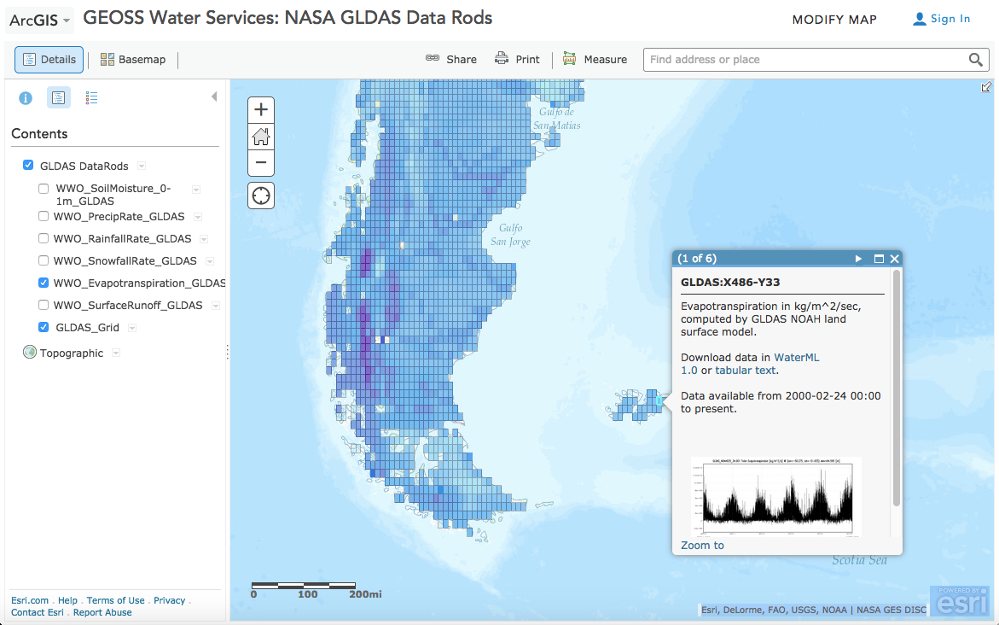 ArcGIS
GEOSS Water Services: NASA GLDAS Data Rods
MODIFY MAP
Sign In
Details
Basemap
Share
Print
Measure
Find address or place
Contents
GLDAS DataRods
WWO_SoilMoisture_0-
1m_GLDAS
WWO_PrecipRate_GLDAS
WWO_RainfallRate_GLDAS
WWO_SnowfallRate_GLDAS
WWO_Evapotranspiration_GLDAS
WWO_SurfaceRunoff_GLDAS
GLDAS_Grid
Topographic
Esri.com . Help . Terms of Use . Privacy .
Contact Esri . Report Abuse
Gulfo de
San Matias
Gulfo
San Jorge
(1 of 6)
GLDAS:X486-Y33
Evapotranspiration in kg/m^2/sec,
computed by GLDAS NOAH land
surface model.
Download data in WaterML
1.0 or tabular text.
Data available from 2000-02-24 00:00
to present.
Zoom to
Scotia Sea
0 100 200mi
Esri, DeLorme, FAO, USGS, NOAA | NASA GES DISC
POWERED BY
esri